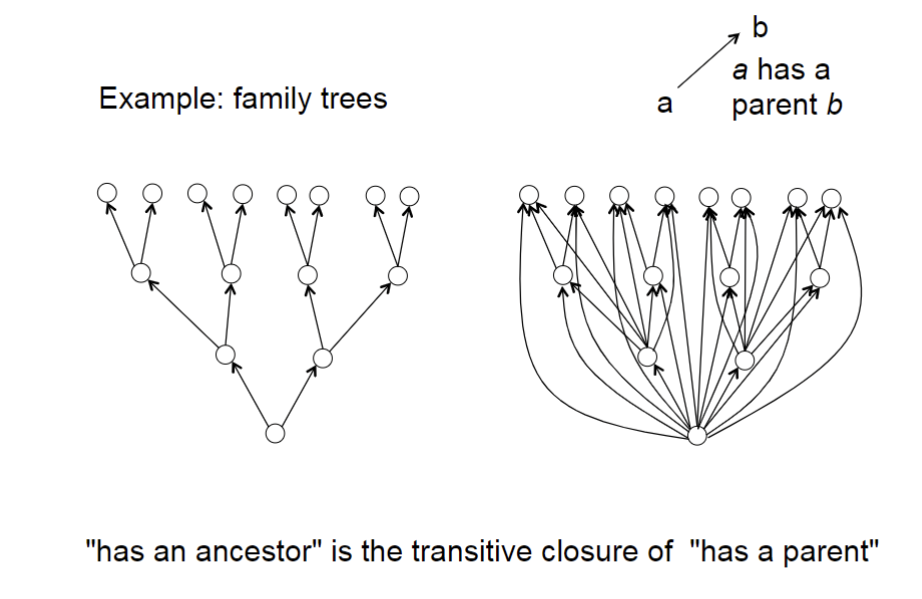 b
a has a
Example: family trees
a
parent b
"has an ancestor" is the transitive closure of "has a parent"